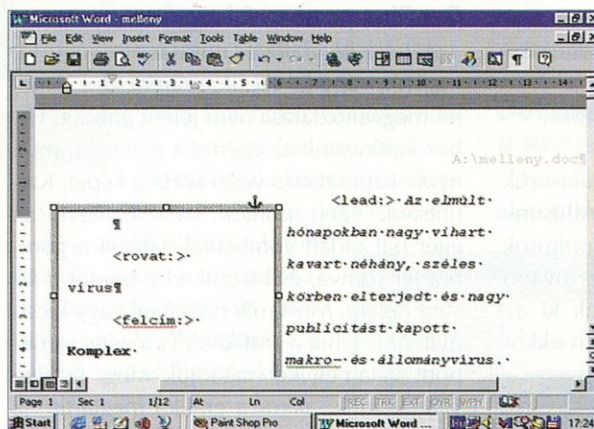 Microsoft Word - melleny
File Edit View Insert Format Tools Table Window Help
A:\melleny.doc¶
¶
<rovat:>·
vírus¶
<felcím:>·
Komplex·
<lead:>·Az·elmúlt·
hónapokban·nagy·vihart·
kavart·néhány,·széles·
körben·elterjedt·és·nagy·
publicitást·kapott·
makro-·és·állományvírus.·
Page 1 Sec 1 1/12 At Ln Col REC TRC EXT OVR WPH
Start Paint Shop Pro Microsoft Word ... 17:24